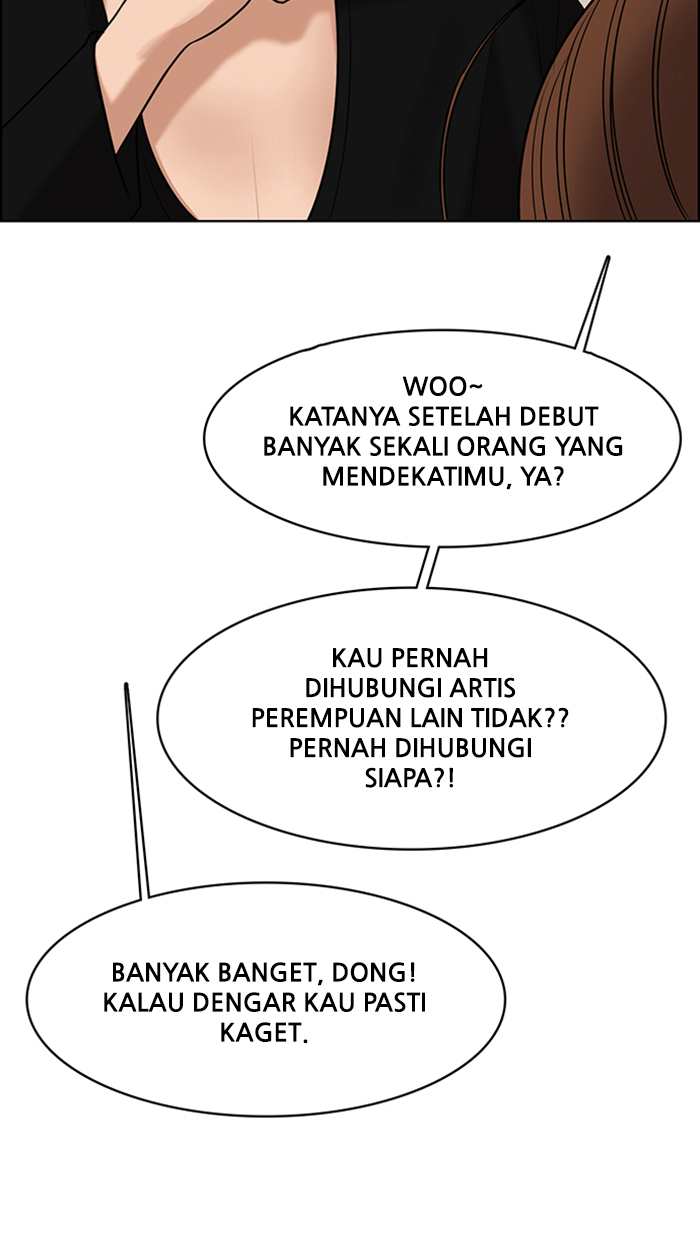 WOO~
KATANYA SETELAH DEBUT
BANYAK SEKALI ORANG YANG
MENDEKATIMU, YA?
KAU PERNAH
DIHUBUNGI ARTIS
PEREMPUAN LAIN TIDAK??
PERNAH DIHUBUNGI
SIAPA?!
BANYAK BANGET, DONG!
KALAU DENGAR KAU PASTI
KAGET.